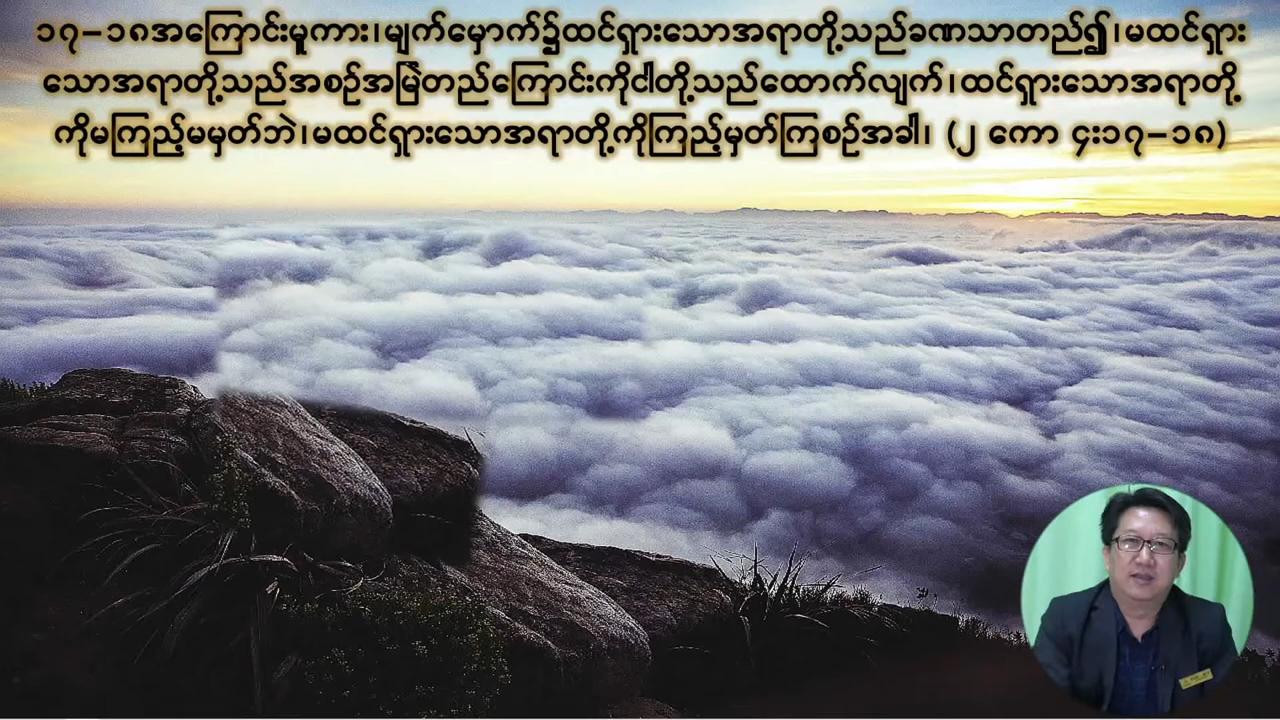 ၁၇–၁၈အကြောင်းမူကား၊မျက်မှောက်၌ထင်ရှားသောအရာတို့သည်ခဏသာတည်၍၊မထင်ရှား
သောအရာတို့သည်အစဉ်အမြဲတည်ကြောင်းကိုငါတို့သည်ထောက်လျက်၊ထင်ရှားသောအရာတို့
ကိုမကြည့်မမှတ်ဘဲ၊မထင်ရှားသောအရာတို့ကိုကြည့်မှတ်ကြစဉ်အခါ၊ (၂ ကော ၄း၁၇–၁၈)